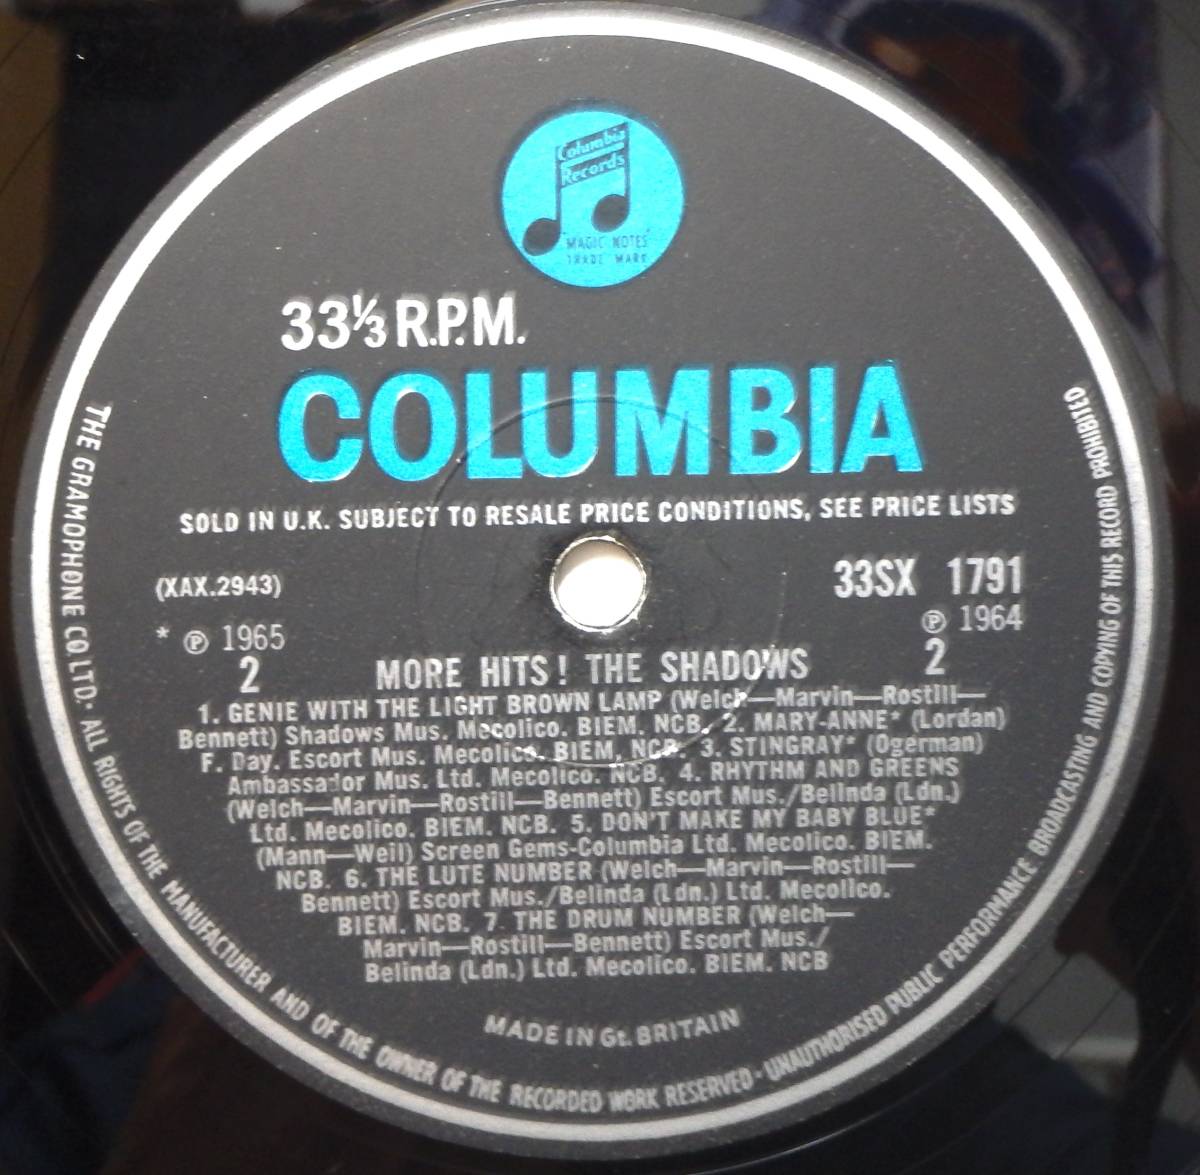 Columbia
Records
"MAGIC NOTES"
TRADE MARK
33⅓ R.P.M.
COLUMBIA
SOLD IN U.K. SUBJECT TO RESALE PRICE CONDITIONS, SEE PRICE LISTS
(XAX.2943)
33SX 1791
* ℗ 1965
℗ 1964
2
2
MORE HITS! THE SHADOWS
1. GENIE WITH THE LIGHT BROWN LAMP (Welch—Marvin—Rostill—
Bennett) Shadows Mus. Mecolico. BIEM. NCB. 2. MARY-ANNE* (Lordan)
F. Day. Escort Mus. Mecolico. BIEM. NCB. 3. STINGRAY* (Ogerman)
Ambassador Mus. Ltd. Mecolico. NCB. 4. RHYTHM AND GREENS
(Welch—Marvin—Rostill—Bennett) Escort Mus./Belinda (Ldn.)
Ltd. Mecolico. BIEM. NCB. 5. DON'T MAKE MY BABY BLUE*
(Mann—Weil) Screen Gems-Columbia Ltd. Mecolico. BIEM.
NCB. 6. THE LUTE NUMBER (Welch—Marvin—Rostill—
Bennett) Escort Mus./Belinda (Ldn.) Ltd. Mecolico.
BIEM. NCB. 7. THE DRUM NUMBER (Welch—
Marvin—Rostill—Bennett) Escort Mus./
Belinda (Ldn.) Ltd. Mecolico. BIEM. NCB
MADE IN Gt. BRITAIN
THE GRAMOPHONE CO. LTD. · ALL RIGHTS OF THE MANUFACTURER AND OF THE OWNER OF THE RECORDED WORK RESERVED · UNAUTHORISED PUBLIC PERFORMANCE BROADCASTING AND COPYING OF THIS RECORD PROHIBITED